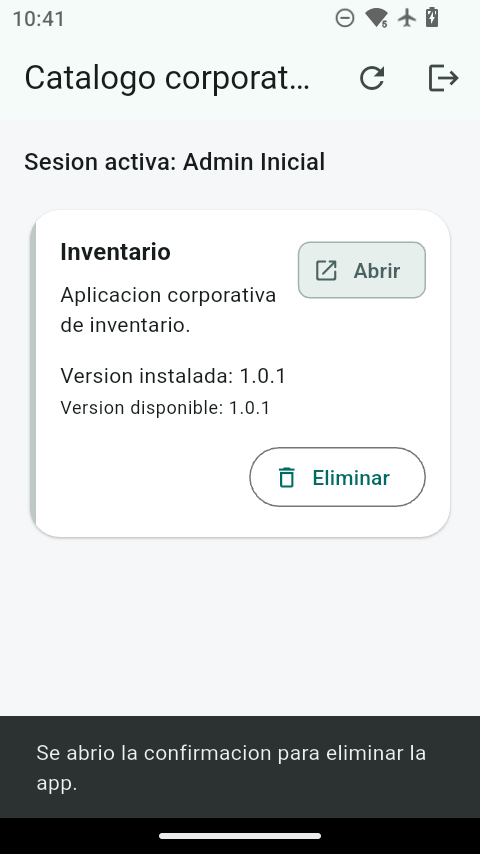 10:41
Catalogo corporat...
Sesion activa: Admin Inicial
Inventario
Abrir
Aplicacion corporativa
de inventario.
Version instalada: 1.0.1
Version disponible: 1.0.1
Eliminar
Se abrio la confirmacion para eliminar la
app.